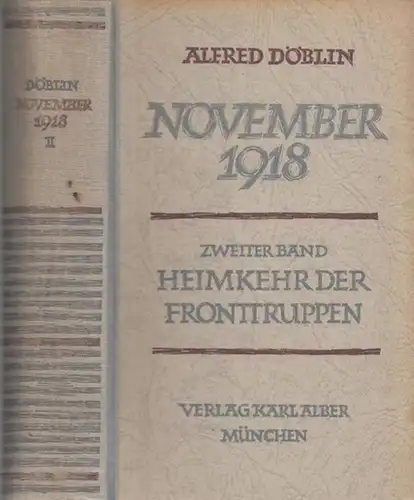 DÖBLIN
NOVEMBER
1918
II
ALFRED DÖBLIN
NOVEMBER
1918
ZWEITER BAND
HEIMKEHR DER
FRONTTRUPPEN
VERLAG KARL ALBER
MÜNCHEN